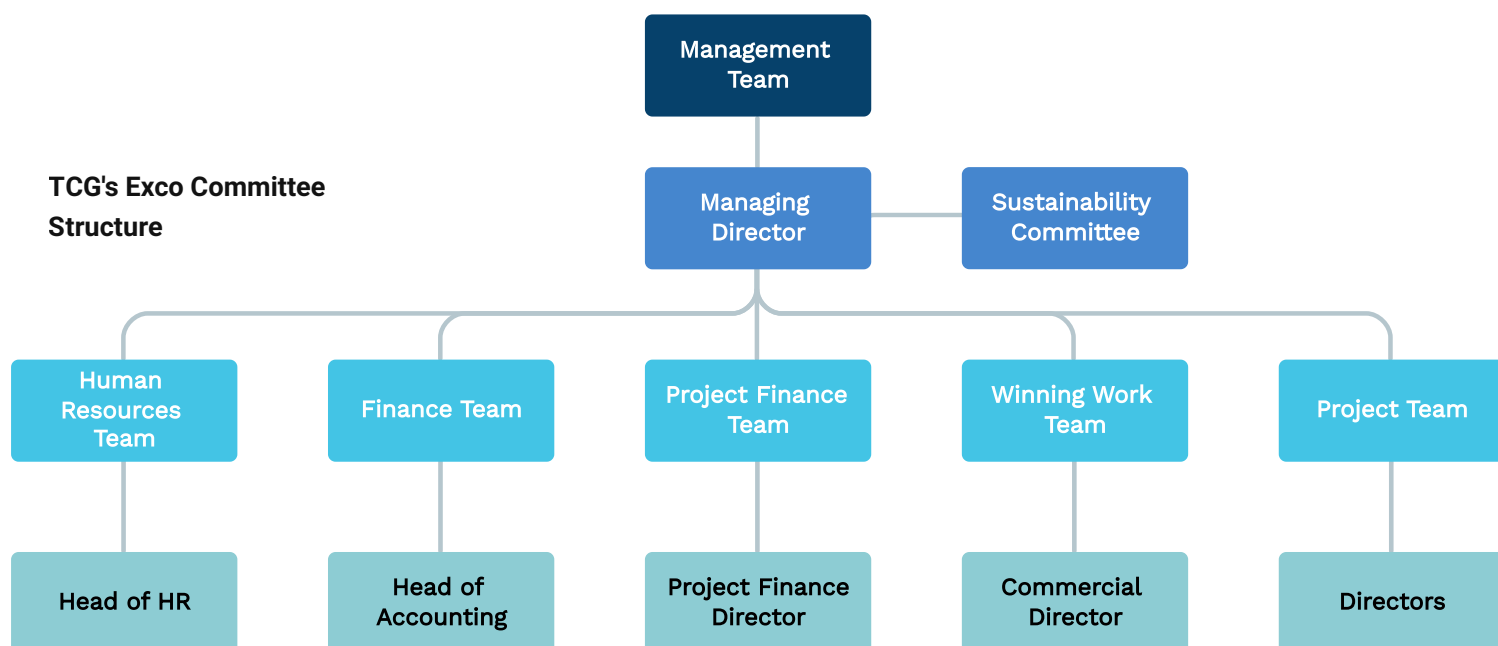 Management
Team
TCG's Exco Committee
Structure
Managing
Director
Sustainability
Committee
Human
Resources
Team
Finance Team
Project Finance
Team
Winning Work
Team
Project Team
Head of HR
Head of
Accounting
Project Finance
Director
Commercial
Director
Directors